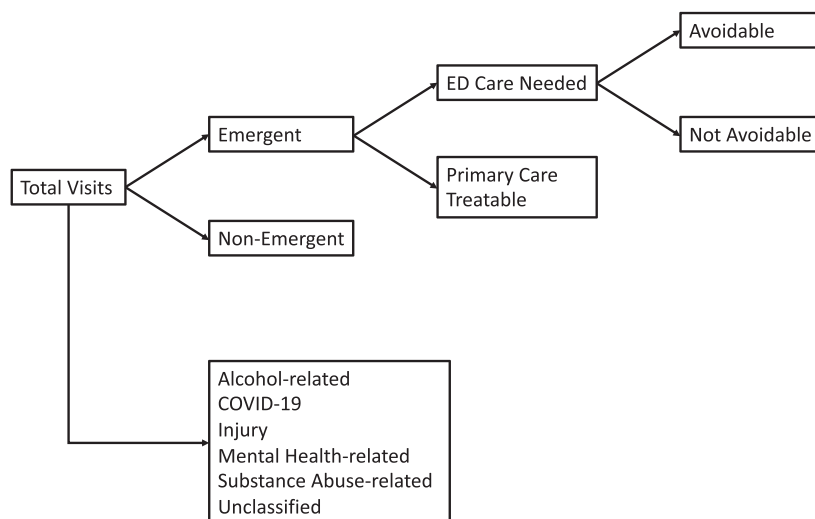 Avoidable
ED Care Needed
Emergent
Not Avoidable
Primary Care
Treatable
Total Visits
Non-Emergent
Alcohol-related
COVID-19
Injury
Mental Health-related
Substance Abuse-related
Unclassified